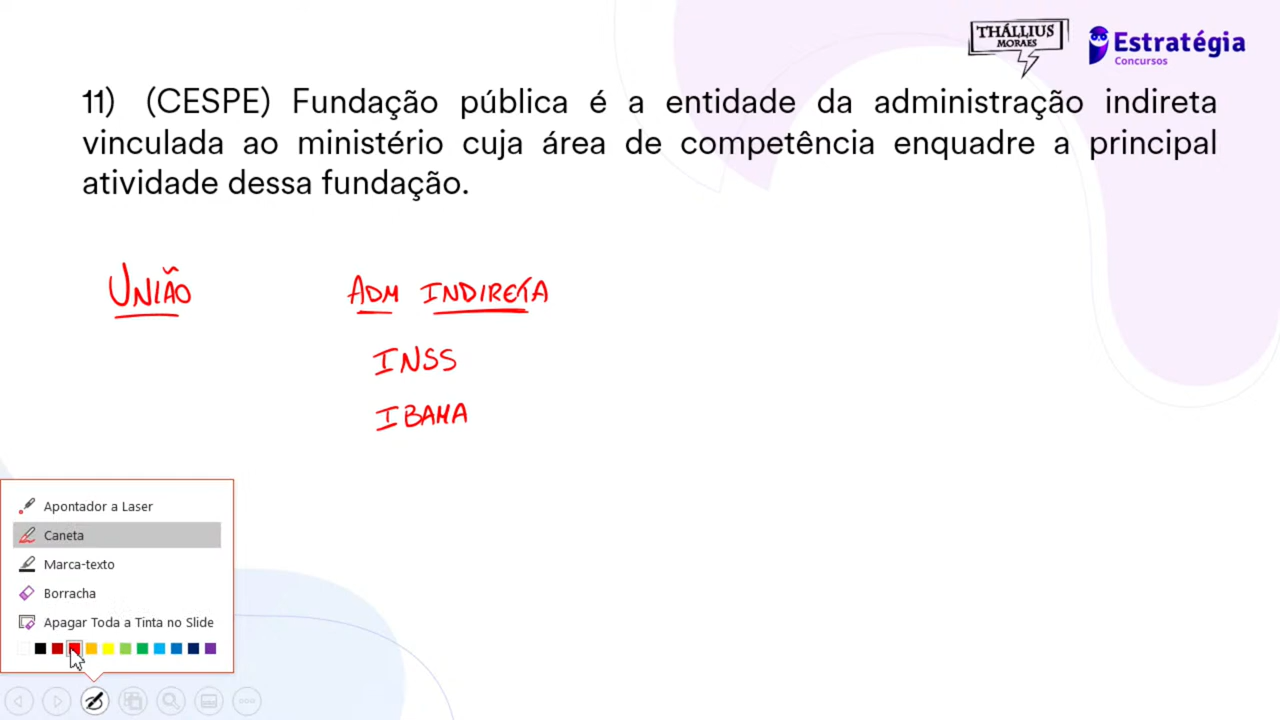 THÁLLIUS
MORAES
Estratégia
Concursos
11) (CESPE) Fundação pública é a entidade da administração indireta
vinculada ao ministério cuja área de competência enquadre a principal
atividade dessa fundação.
UNIÃO
ADM INDIRETA
INSS
IBAMA
Apontador a Laser
Caneta
Marca-texto
Borracha
Apagar Toda a Tinta no Slide